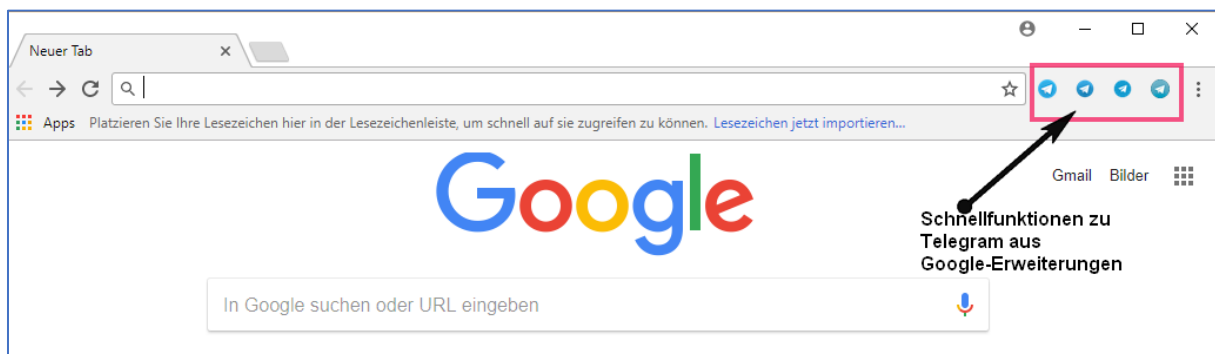 Neuer Tab
Apps Platzieren Sie Ihre Lesezeichen hier in der Lesezeichenleiste, um schnell auf sie zugreifen zu können. Lesezeichen jetzt importieren...
Google
Gmail Bilder
Schnellfunktionen zu
Telegram aus
Google-Erweiterungen
In Google suchen oder URL eingeben